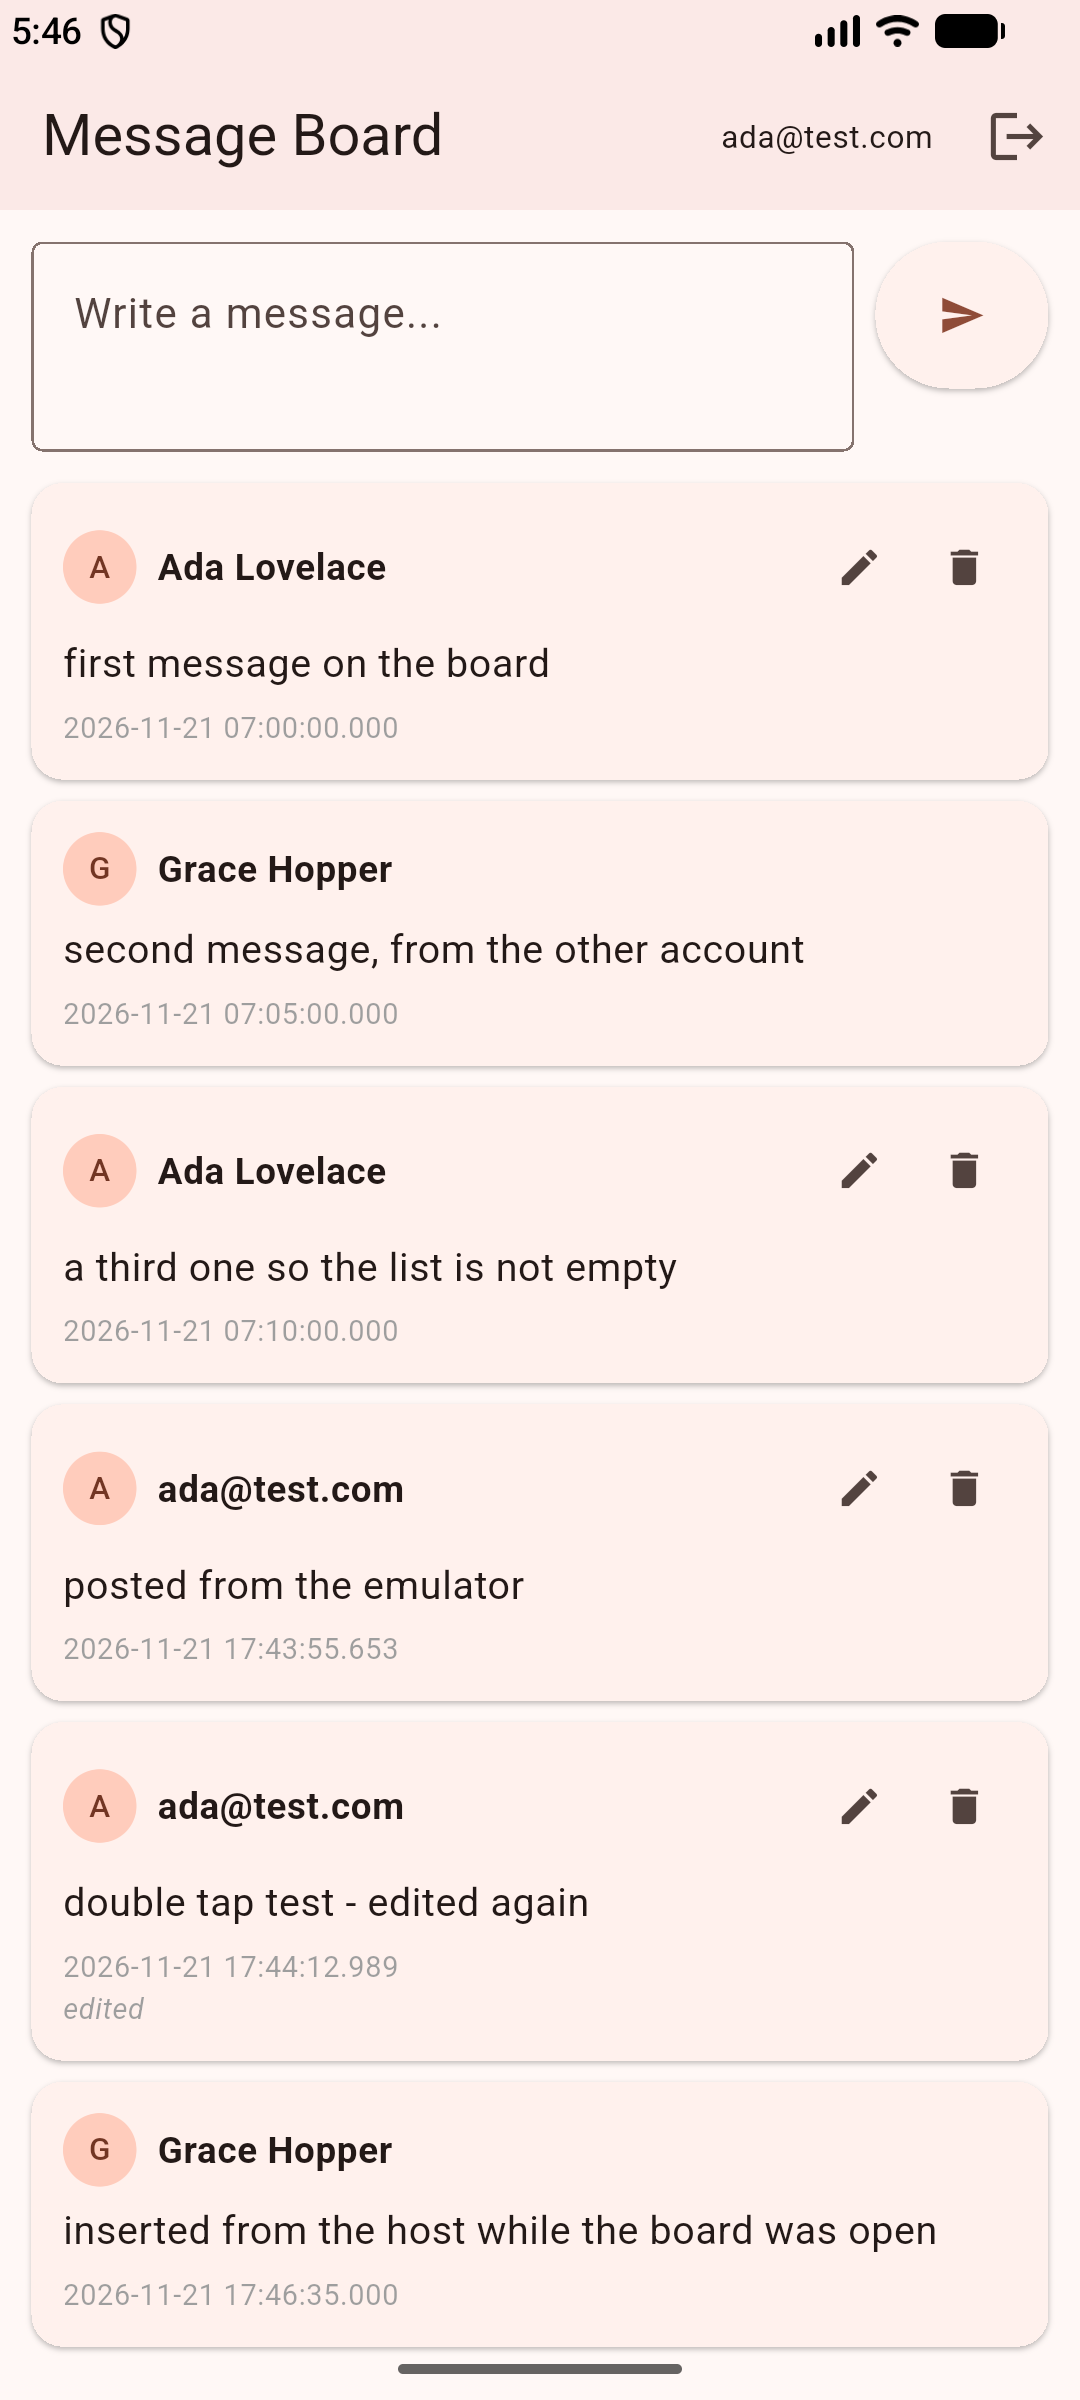 5:46
Message Board
ada@test.com
Write a message...
A
Ada Lovelace
first message on the board
2026-11-21 07:00:00.000
G
Grace Hopper
second message, from the other account
2026-11-21 07:05:00.000
A
Ada Lovelace
a third one so the list is not empty
2026-11-21 07:10:00.000
A
ada@test.com
posted from the emulator
2026-11-21 17:43:55.653
A
ada@test.com
double tap test - edited again
2026-11-21 17:44:12.989
edited
G
Grace Hopper
inserted from the host while the board was open
2026-11-21 17:46:35.000